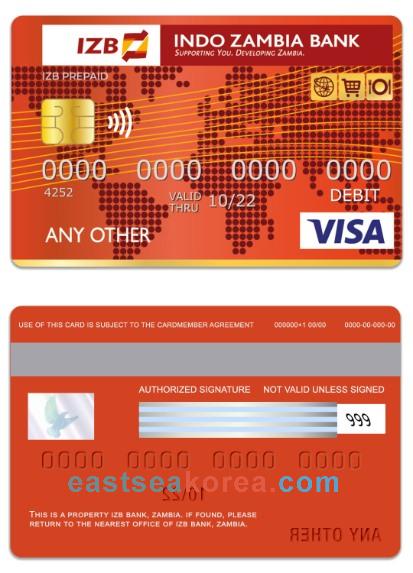 IZB INDO ZAMBIA BANK
SUPPORTING YOU. DEVELOPING ZAMBIA.
IZB PREPAID
0000 0000 0000 0000
4252 VALID THRU 10/22 DEBIT
ANY OTHER VISA
USE OF THIS CARD IS SUBJECT TO THE CARDMEMBER AGREEMENT 000000+1 00/00 0000-00-000-00
AUTHORIZED SIGNATURE NOT VALID UNLESS SIGNED
999
0000 0000 0000 0000
eastseakorea.com
10/22
THIS IS A PROPERTY IZB BANK, ZAMBIA. IF FOUND, PLEASE
RETURN TO THE NEAREST OFFICE OF IZB BANK, ZAMBIA.
ANY OTHER